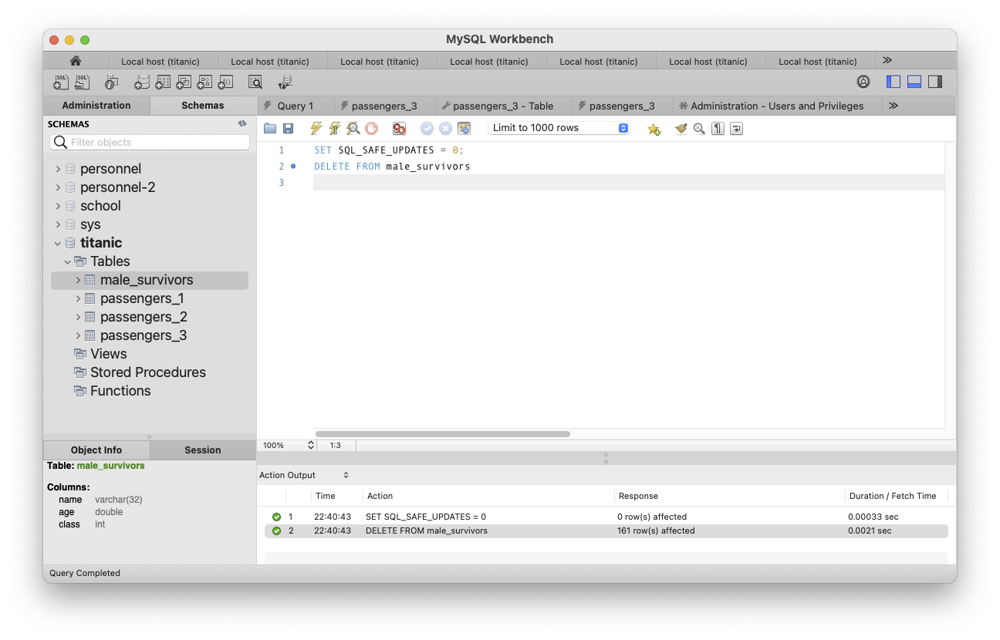 MySQL Workbench
Local host (titanic) Local host (titanic) Local host (titanic) Local host (titanic) Local host (titanic) Local host (titanic) Local host (titanic) >>
Administration Schemas Query 1 passengers_3 passengers_3 - Table passengers_3 Administration - Users and Privileges >>
SCHEMAS
Filter objects
Limit to 1000 rows
personnel
personnel-2
school
sys
titanic
Tables
male_survivors
passengers_1
passengers_2
passengers_3
Views
Stored Procedures
Functions
1 SET SQL_SAFE_UPDATES = 0;
2 DELETE FROM male_survivors
3
100% 1:3
Object Info Session
Table: male_survivors
Columns:
name varchar(32)
age double
class int
Action Output
Time Action Response Duration / Fetch Time
1 22:40:43 SET SQL_SAFE_UPDATES = 0 0 row(s) affected 0.00033 sec
2 22:40:43 DELETE FROM male_survivors 161 row(s) affected 0.0021 sec
Query Completed